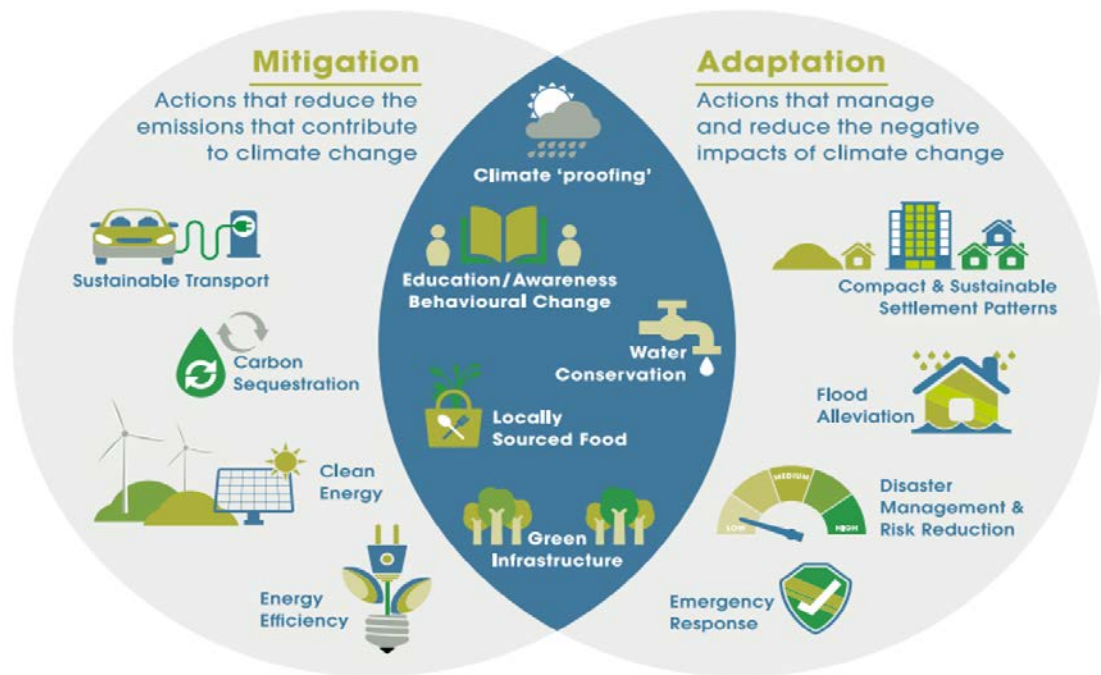 Mitigation
Actions that reduce the
emissions that contribute
to climate change
Sustainable Transport
Carbon
Sequestration
Clean
Energy
Energy
Efficiency
Climate ‘proofing’
Education/Awareness
Behavioural Change
Water
Conservation
Locally
Sourced Food
Green
Infrastructure
Adaptation
Actions that manage
and reduce the negative
impacts of climate change
Compact & Sustainable
Settlement Patterns
Flood
Alleviation
LOW
MEDIUM
HIGH
Disaster
Management &
Risk Reduction
Emergency
Response